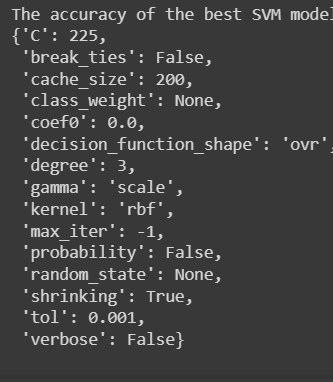 The accuracy of the best SVM model
{'C': 225,
'break_ties': False,
'cache_size': 200,
'class_weight': None,
'coef0': 0.0,
'decision_function_shape': 'ovr',
'degree': 3,
'gamma': 'scale',
'kernel': 'rbf',
'max_iter': -1,
'probability': False,
'random_state': None,
'shrinking': True,
'tol': 0.001,
'verbose': False}